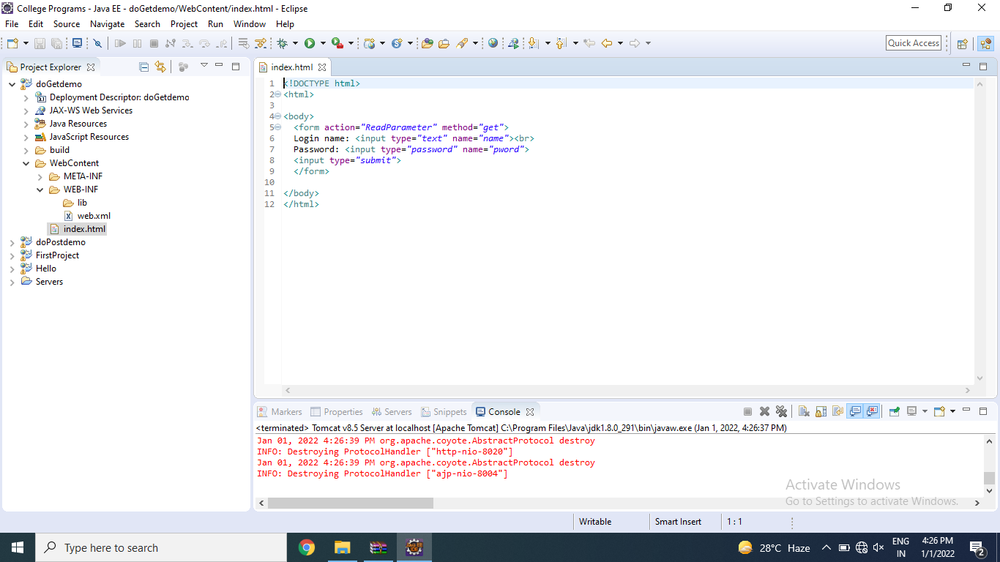 College Programs - Java EE - doGetdemo/WebContent/index.html - Eclipse
File Edit Source Navigate Search Project Run Window Help
Quick Access
Project Explorer
doGetdemo
Deployment Descriptor: doGetdemo
JAX-WS Web Services
Java Resources
JavaScript Resources
build
WebContent
META-INF
WEB-INF
lib
web.xml
index.html
doPostdemo
FirstProject
Hello
Servers
index.html
1 <!DOCTYPE html>
2 <html>
3
4 <body>
5 <form action="ReadParameter" method="get">
6 Login name: <input type="text" name="name"><br>
7 Password: <input type="password" name="pword">
8 <input type="submit">
9 </form>
10
11 </body>
12 </html>
Markers Properties Servers Snippets Console
<terminated> Tomcat v8.5 Server at localhost [Apache Tomcat] C:\Program Files\Java\jdk1.8.0_291\bin\javaw.exe (Jan 1, 2022, 4:26:37 PM)
Jan 01, 2022 4:26:39 PM org.apache.coyote.AbstractProtocol destroy
INFO: Destroying ProtocolHandler ["http-nio-8020"]
Jan 01, 2022 4:26:39 PM org.apache.coyote.AbstractProtocol destroy
INFO: Destroying ProtocolHandler ["ajp-nio-8004"]
Activate Windows
Go to Settings to activate Windows.
Writable Smart Insert 1 : 1
Type here to search
28°C Haze
ENG
IN
4:26 PM
1/1/2022
2